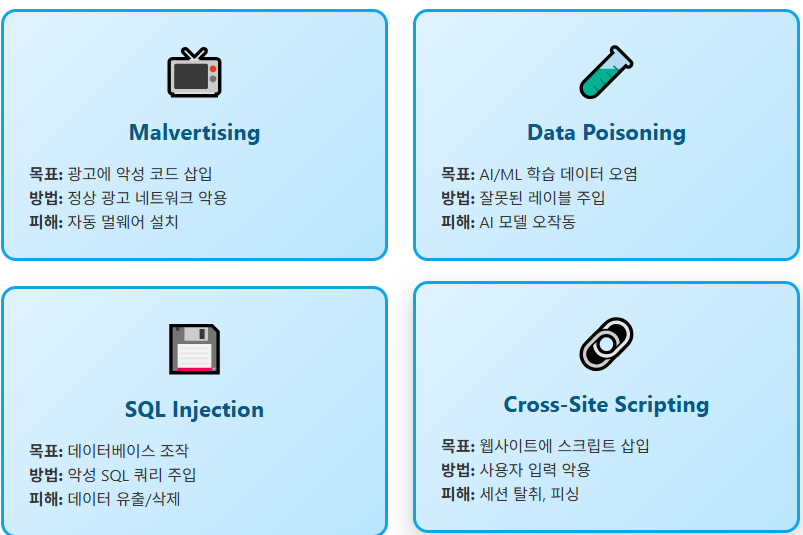 Malvertising
목표: 광고에 악성 코드 삽입
방법: 정상 광고 네트워크 악용
피해: 자동 멀웨어 설치
Data Poisoning
목표: AI/ML 학습 데이터 오염
방법: 잘못된 레이블 주입
피해: AI 모델 오작동
SQL Injection
목표: 데이터베이스 조작
방법: 악성 SQL 쿼리 주입
피해: 데이터 유출/삭제
Cross-Site Scripting
목표: 웹사이트에 스크립트 삽입
방법: 사용자 입력 악용
피해: 세션 탈취, 피싱